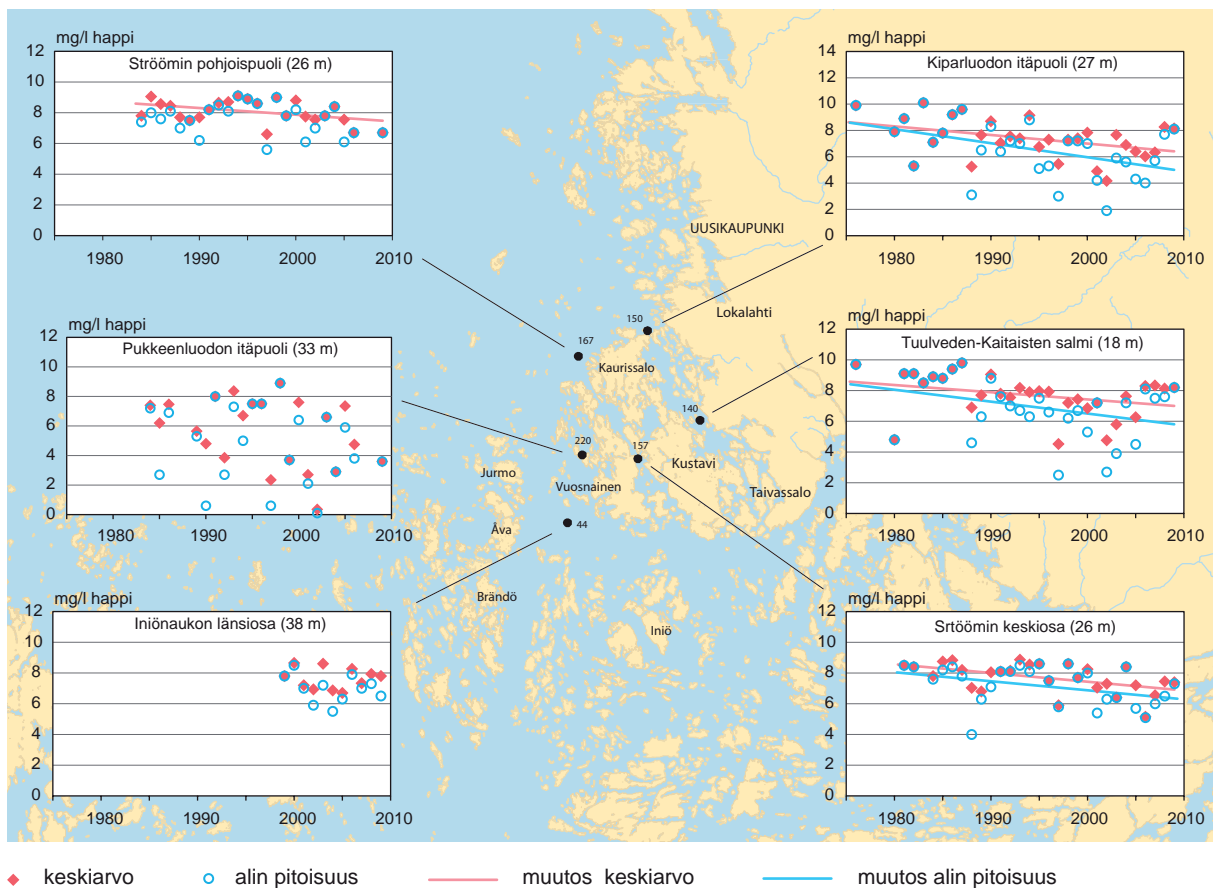 mg/l happi
Ströömin pohjoispuoli (26 m)
12
10
8
6
4
2
0
1980 1990 2000 2010
mg/l happi
Kiparluodon itäpuoli (27 m)
14
12
10
8
6
4
2
0
1980 1990 2000 2010
mg/l happi
Pukkeenluodon itäpuoli (33 m)
12
10
8
6
4
2
0
1980 1990 2000 2010
mg/l happi
Tuulveden-Kaitaisten salmi (18 m)
12
10
8
6
4
2
0
1980 1990 2000 2010
mg/l happi
Iniönaukon länsiosa (38 m)
12
10
8
6
4
2
0
1980 1990 2000 2010
mg/l happi
Srtöömin keskiosa (26 m)
12
10
8
6
4
2
0
1980 1990 2000 2010
UUSIKAUPUNKI
Lokalahti
150
167
Kaurissalo
140
220
157
Kustavi
Jurmo
Vuosnainen
Taivassalo
44
Åva
Brändö
Iniö
keskiarvo alin pitoisuus muutos keskiarvo muutos alin pitoisuus